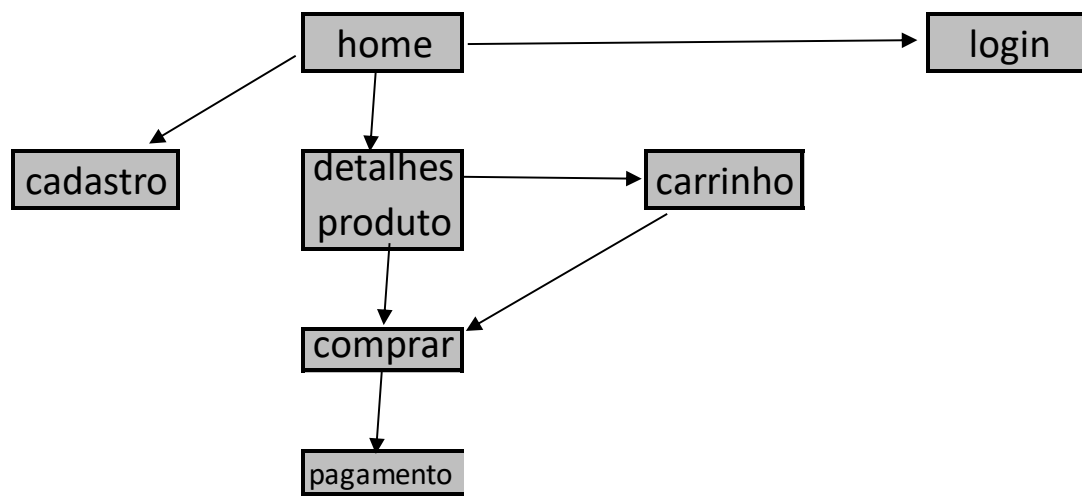 home
login
cadastro
detalhes
produto
carrinho
comprar
pagamento